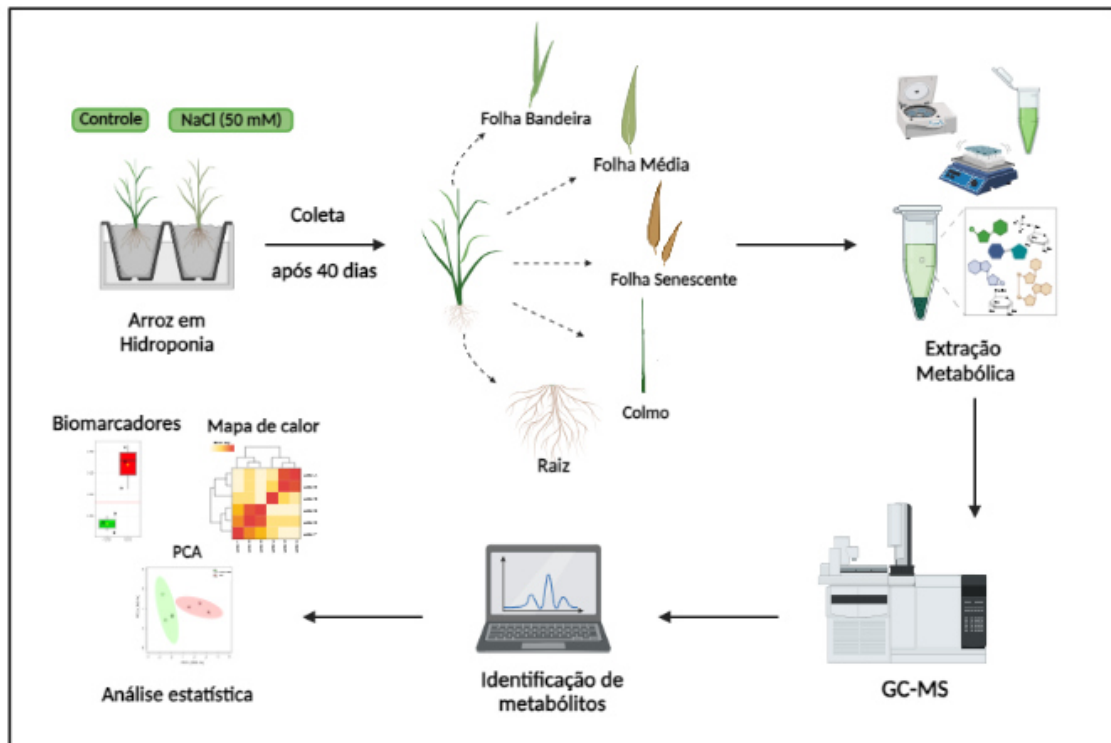 Controle
NaCl (50 mM)
Arroz em
Hidroponia
Coleta
após 40 dias
Folha Bandeira
Folha Média
Folha Senescente
Colmo
Raiz
Extração
Metabólica
GC-MS
Identificação de
metabólitos
Biomarcadores
Mapa de calor
PCA
Análise estatística